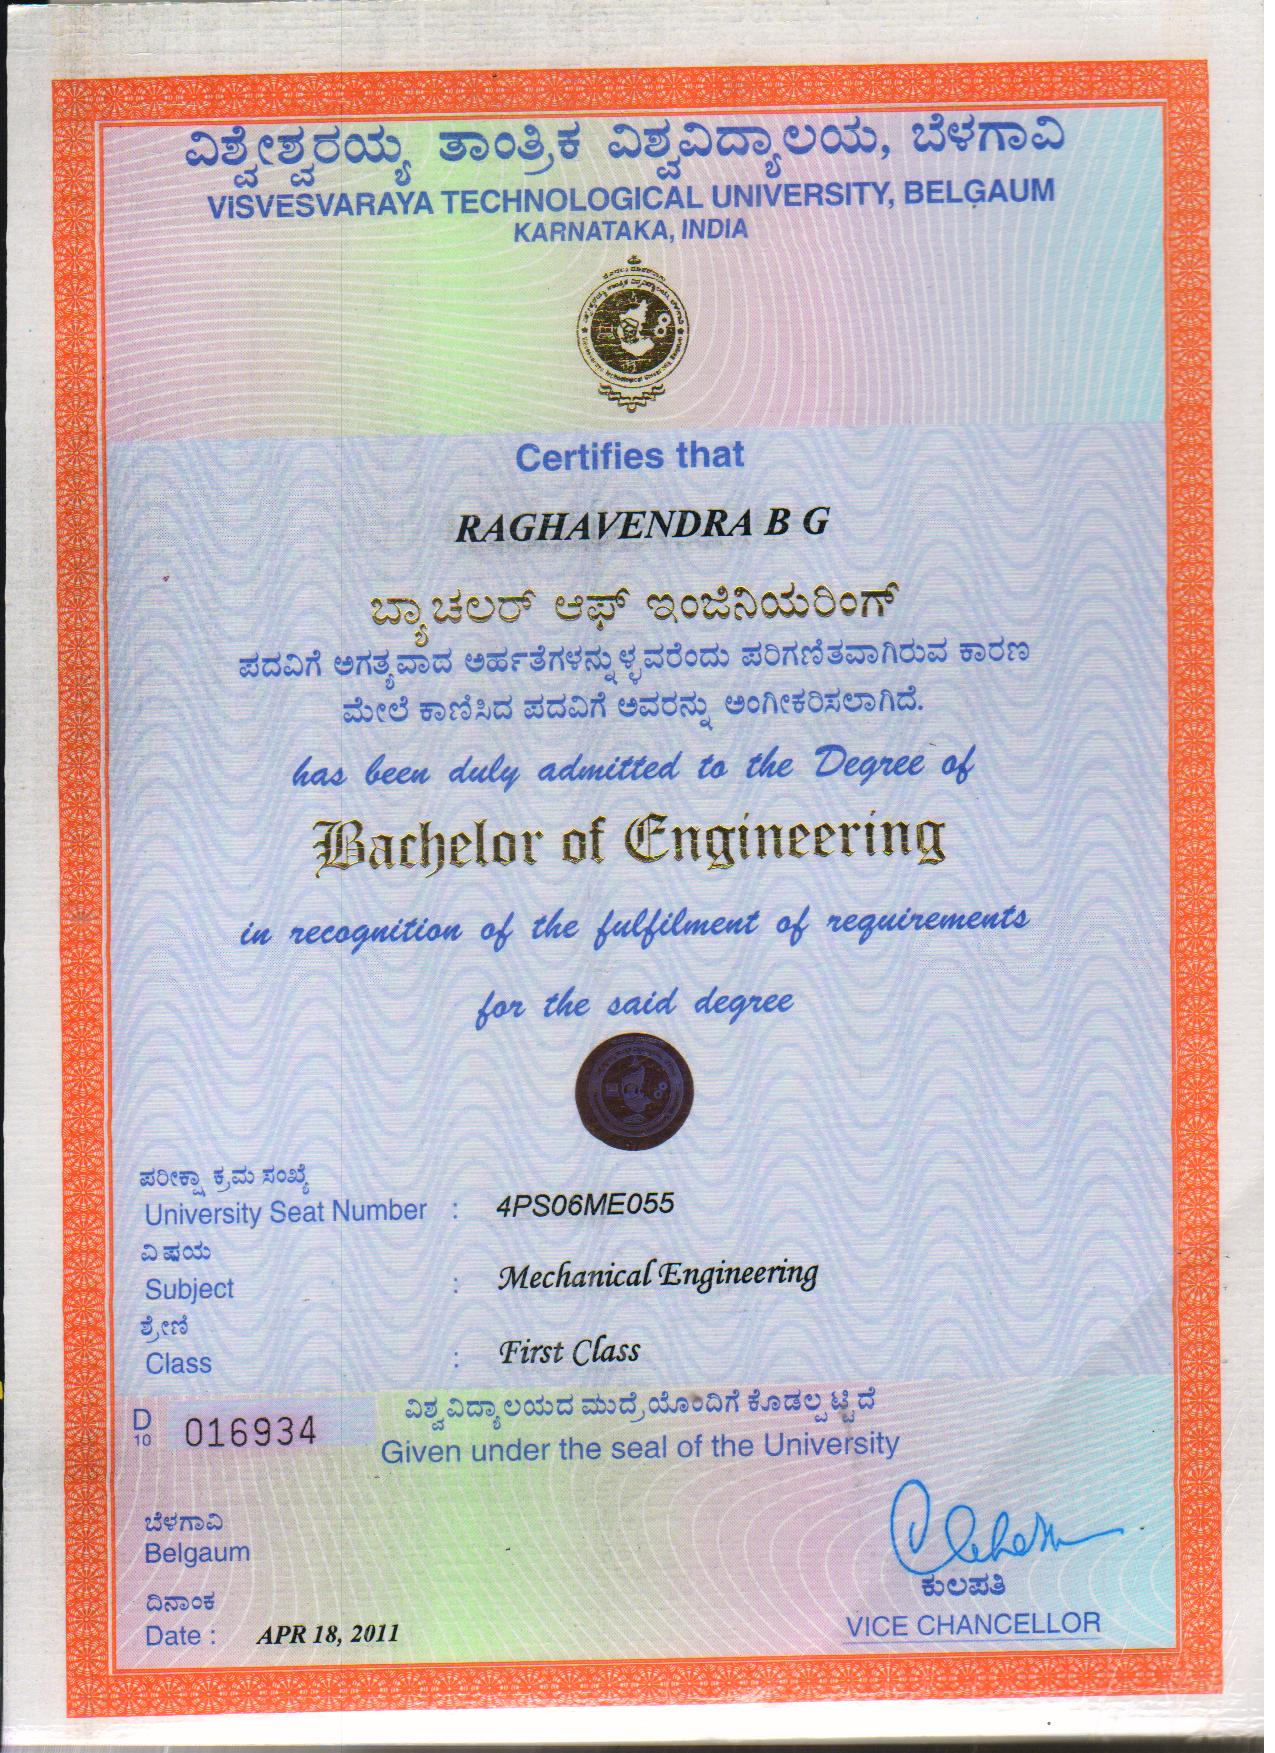 ವಿಶ್ವೇಶ್ವರಯ್ಯ ತಾಂತ್ರಿಕ ವಿಶ್ವವಿದ್ಯಾಲಯ, ಬೆಳಗಾವಿ
VISVESVARAYA TECHNOLOGICAL UNIVERSITY, BELGAUM
KARNATAKA, INDIA
Certifies that
RAGHAVENDRA B G
ಬ್ಯಾಚಲರ್ ಆಫ್ ಇಂಜಿನಿಯರಿಂಗ್
ಪದವಿಗೆ ಅಗತ್ಯವಾದ ಅರ್ಹತೆಗಳನ್ನುಳ್ಳವರೆಂದು ಪರಿಗಣಿತವಾಗಿರುವ ಕಾರಣ
ಮೇಲೆ ಕಾಣಿಸಿದ ಪದವಿಗೆ ಅವರನ್ನು ಅಂಗೀಕರಿಸಲಾಗಿದೆ.
has been duly admitted to the Degree of
Bachelor of Engineering
in recognition of the fulfilment of requirements
for the said degree
ಪರೀಕ್ಷಾ ಕ್ರಮ ಸಂಖ್ಯೆ
University Seat Number : 4PS06ME055
ವಿಷಯ
Subject : Mechanical Engineering
ಶ್ರೇಣಿ
Class : First Class
ವಿಶ್ವವಿದ್ಯಾಲಯದ ಮುದ್ರೆಯೊಂದಿಗೆ ಕೊಡಲ್ಪಟ್ಟಿದೆ
D 10 016934
Given under the seal of the University
ಬೆಳಗಾವಿ
Belgaum
ಕುಲಪತಿ
VICE CHANCELLOR
ದಿನಾಂಕ
Date : APR 18, 2011